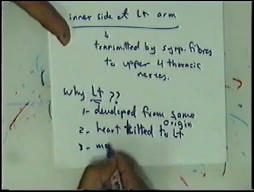 inner side of Lt arm
transmitted by symp. fibres
to upper 4 thoracic
nerves.
Why Lt ??
1- developed from same
origin
2- heart tilted to Lt
3- m